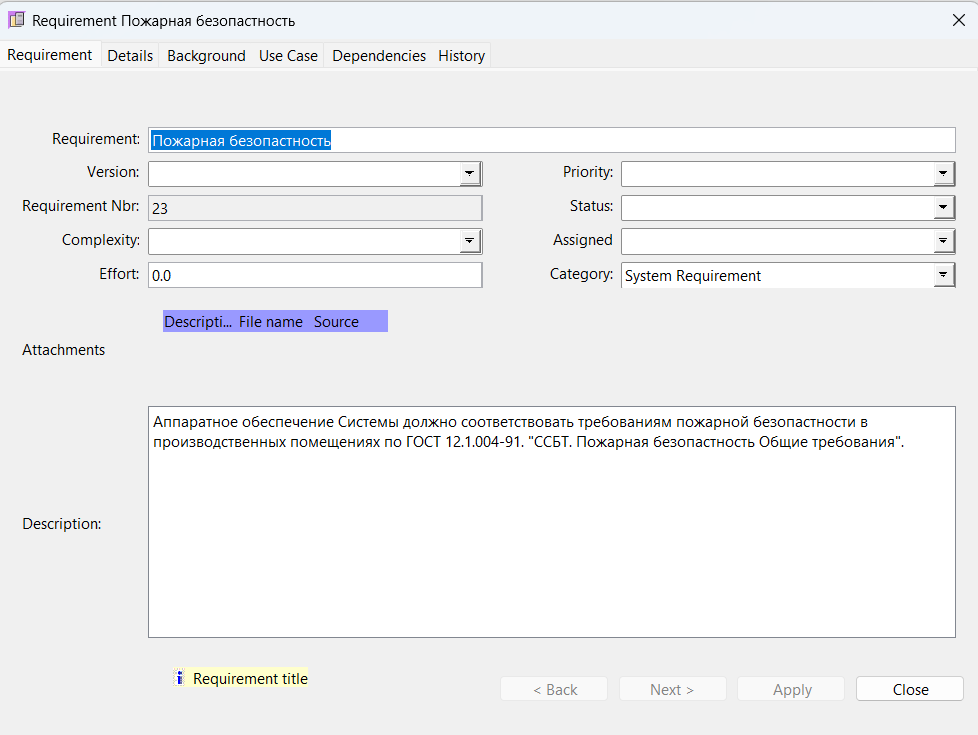 Requirement Пожарная безопастность
Requirement Details Background Use Case Dependencies History
Requirement: Пожарная безопастность
Version: Priority:
Requirement Nbr: 23 Status:
Complexity: Assigned
Effort: 0.0 Category: System Requirement
Descripti... File name Source
Attachments
Аппаратное обеспечение Системы должно соответствовать требованиям пожарной безопастности в
производственных помещениях по ГОСТ 12.1.004-91. "ССБТ. Пожарная безопастность Общие требования".
Description:
Requirement title
< Back Next > Apply Close